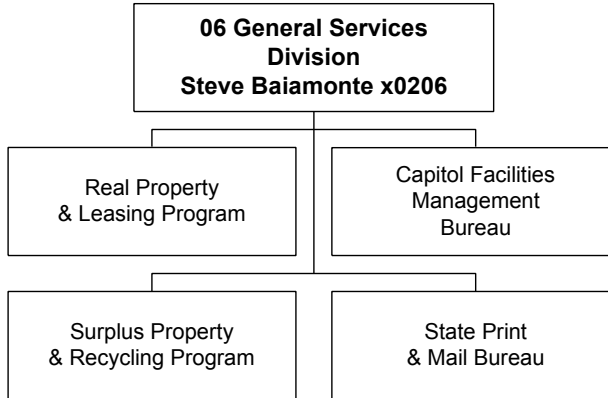 06 General Services
Division
Steve Baiamonte x0206
Real Property
& Leasing Program
Capitol Facilities
Management
Bureau
Surplus Property
& Recycling Program
State Print
& Mail Bureau